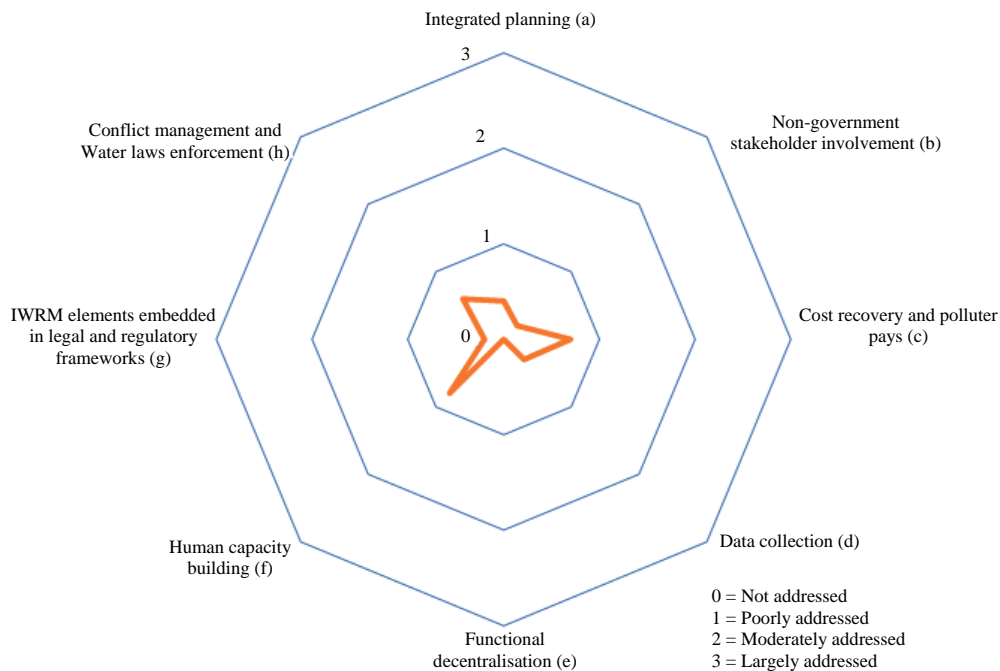 Integrated planning (a)
3
Conflict management and
Water laws enforcement (h)
Non-government
stakeholder involvement (b)
2
1
IWRM elements embedded
in legal and regulatory
frameworks (g)
0
Cost recovery and polluter
pays (c)
Human capacity
building (f)
Data collection (d)
Functional
decentralisation (e)
0 = Not addressed
1 = Poorly addressed
2 = Moderately addressed
3 = Largely addressed